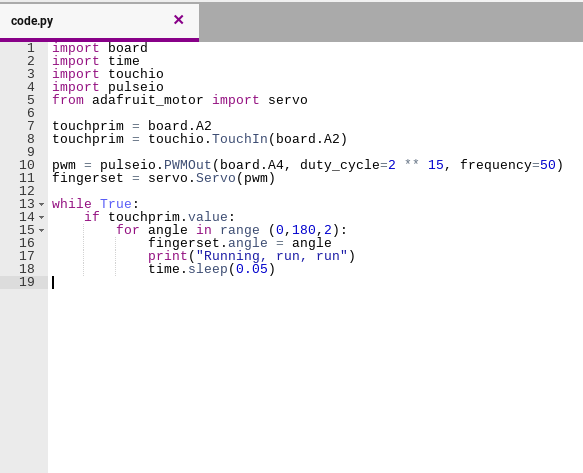 code.py ×
1 import board
2 import time
3 import touchio
4 import pulseio
5 from adafruit_motor import servo
6
7 touchprim = board.A2
8 touchprim = touchio.TouchIn(board.A2)
9
10 pwm = pulseio.PWMOut(board.A4, duty_cycle=2 ** 15, frequency=50)
11 fingerset = servo.Servo(pwm)
12
13 while True:
14     if touchprim.value:
15         for angle in range (0,180,2):
16             fingerset.angle = angle
17             print("Running, run, run")
18             time.sleep(0.05)
19